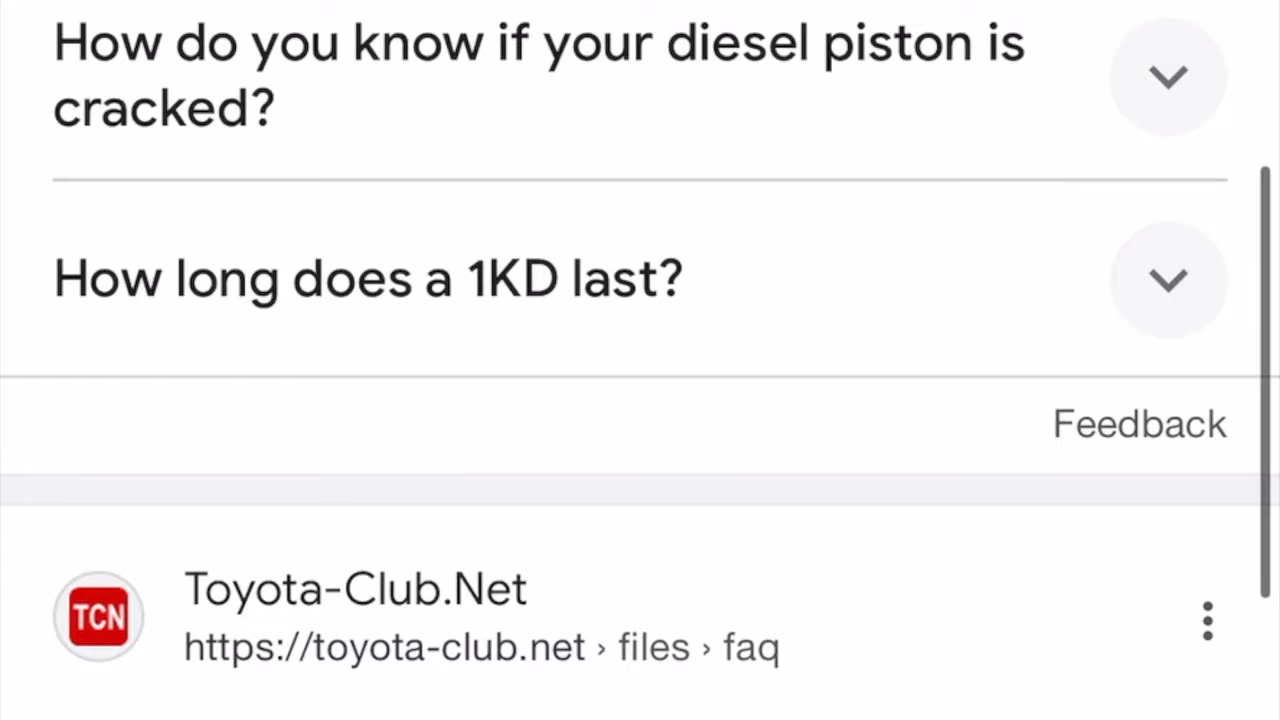 How do you know if your diesel piston is
cracked?
How long does a 1KD last?
Feedback
Toyota-Club.Net
TCN
https://toyota-club.net › files › faq